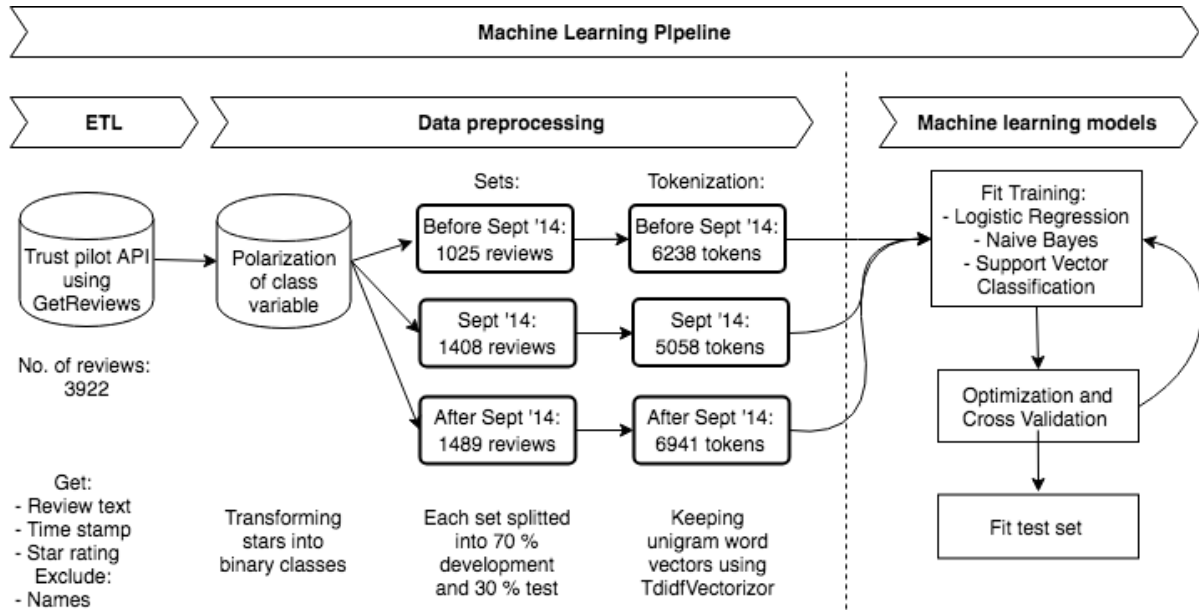 Machine Learning PIpeline
ETL
Data preprocessing
Machine learning models
Trust pilot API
using
GetReviews
No. of reviews:
3922
Get:
- Review text
- Time stamp
- Star rating
Exclude:
- Names
Polarization
of class
variable
Transforming
stars into
binary classes
Sets:
Before Sept '14:
1025 reviews
Sept '14:
1408 reviews
After Sept '14:
1489 reviews
Each set splitted
into 70 %
development
and 30 % test
Tokenization:
Before Sept '14:
6238 tokens
Sept '14:
5058 tokens
After Sept '14:
6941 tokens
Keeping
unigram word
vectors using
TdidfVectorizor
Fit Training:
- Logistic Regression
- Naive Bayes
- Support Vector
Classification
Optimization and
Cross Validation
Fit test set